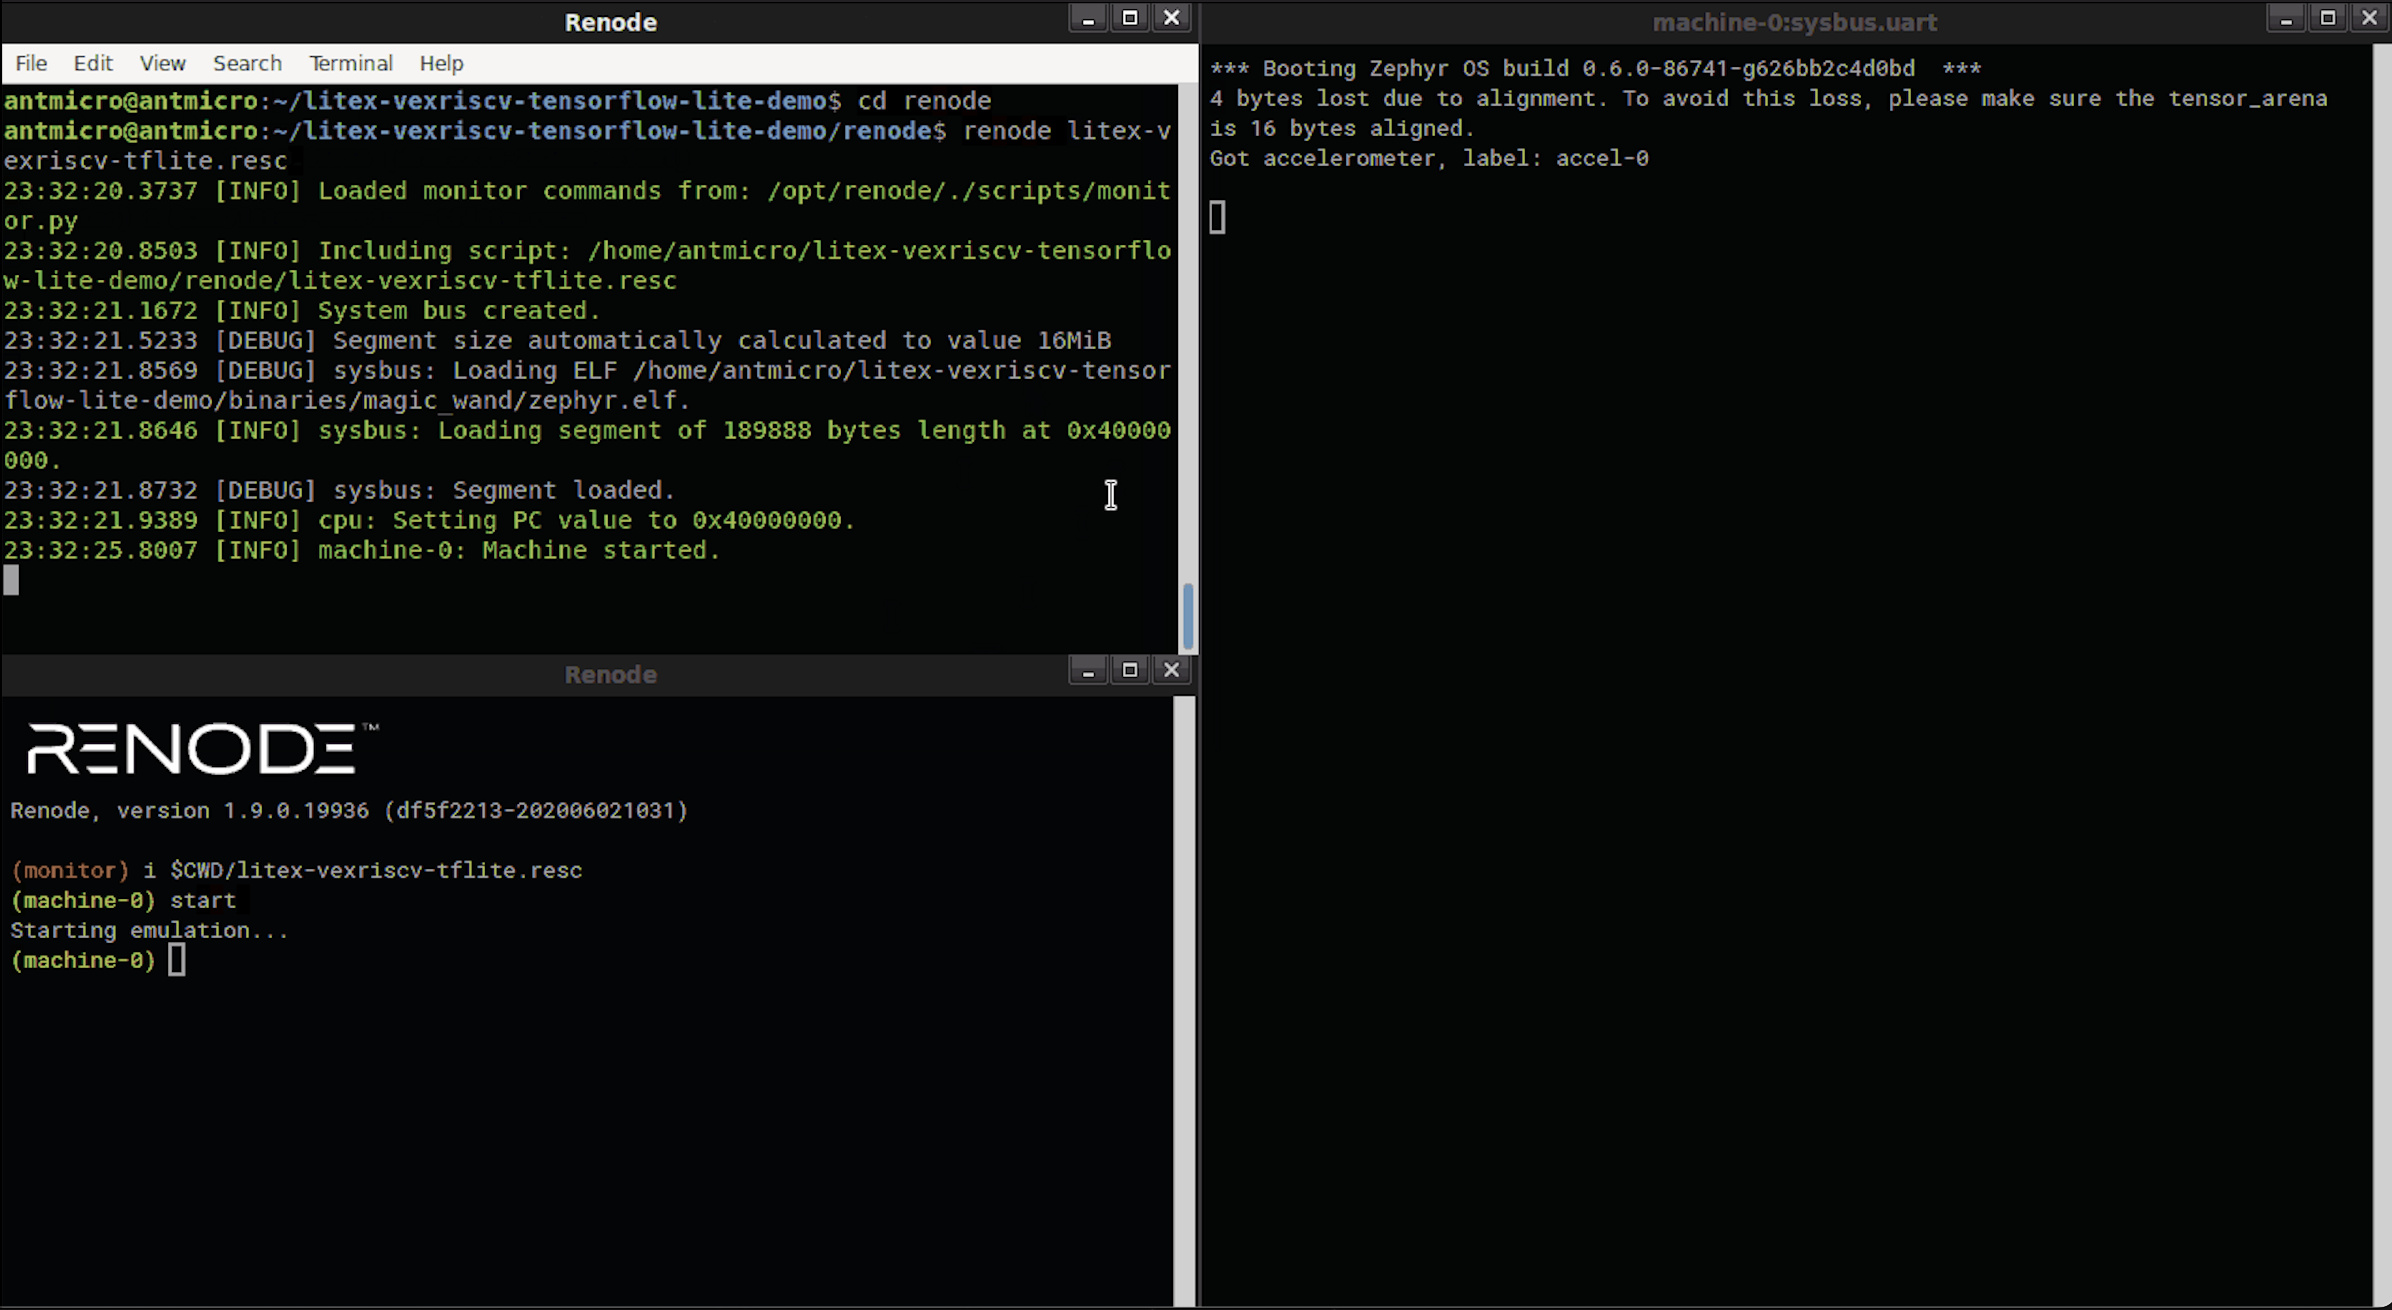 Renode
File Edit View Search Terminal Help
antmicro@antmicro:~/litex-vexriscv-tensorflow-lite-demo$ cd renode
antmicro@antmicro:~/litex-vexriscv-tensorflow-lite-demo/renode$ renode litex-v
exriscv-tflite.resc
23:32:20.3737 [INFO] Loaded monitor commands from: /opt/renode/./scripts/monit
or.py
23:32:20.8503 [INFO] Including script: /home/antmicro/litex-vexriscv-tensorflo
w-lite-demo/renode/litex-vexriscv-tflite.resc
23:32:21.1672 [INFO] System bus created.
23:32:21.5233 [DEBUG] Segment size automatically calculated to value 16MiB
23:32:21.8569 [DEBUG] sysbus: Loading ELF /home/antmicro/litex-vexriscv-tensor
flow-lite-demo/binaries/magic_wand/zephyr.elf.
23:32:21.8646 [INFO] sysbus: Loading segment of 189888 bytes length at 0x40000
000.
23:32:21.8732 [DEBUG] sysbus: Segment loaded.
23:32:21.9389 [INFO] cpu: Setting PC value to 0x40000000.
23:32:25.8007 [INFO] machine-0: Machine started.
Renode
RENODE™
Renode, version 1.9.0.19936 (df5f2213-202006021031)
(monitor) i $CWD/litex-vexriscv-tflite.resc
(machine-0) start
Starting emulation...
(machine-0)
machine-0:sysbus.uart
*** Booting Zephyr OS build 0.6.0-86741-g626bb2c4d0bd  ***
4 bytes lost due to alignment. To avoid this loss, please make sure the tensor_arena
is 16 bytes aligned.
Got accelerometer, label: accel-0